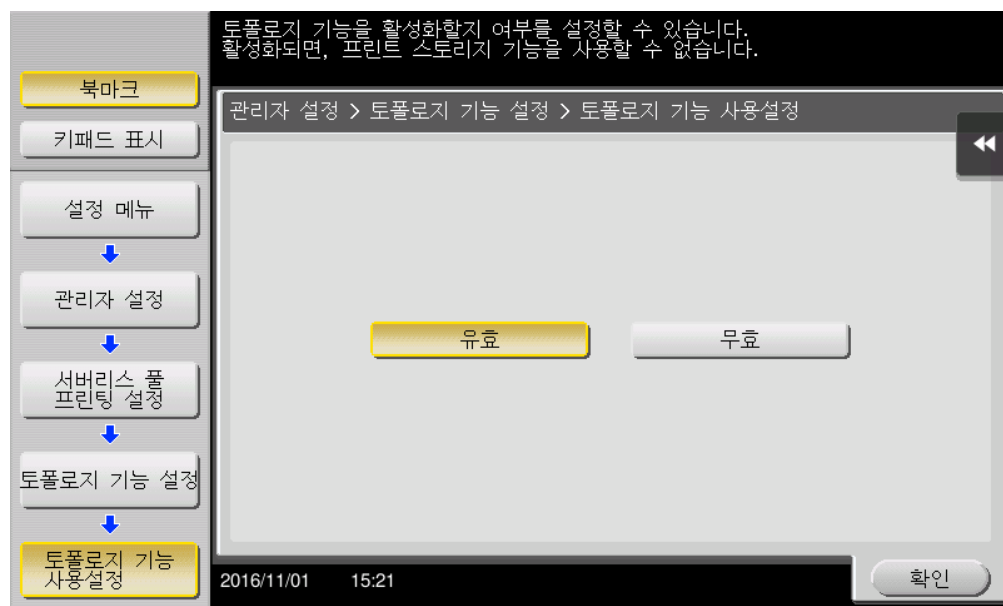 토폴로지 기능을 활성화할지 여부를 설정할 수 있습니다.
활성화되면, 프린트 스토리지 기능을 사용할 수 없습니다.
북마크
키패드 표시
관리자 설정 > 토폴로지 기능 설정 > 토폴로지 기능 사용설정
설정 메뉴
관리자 설정
서버리스 풀
프린팅 설정
토폴로지 기능 설정
토폴로지 기능
사용설정
유효
무효
2016/11/01 15:21
확인